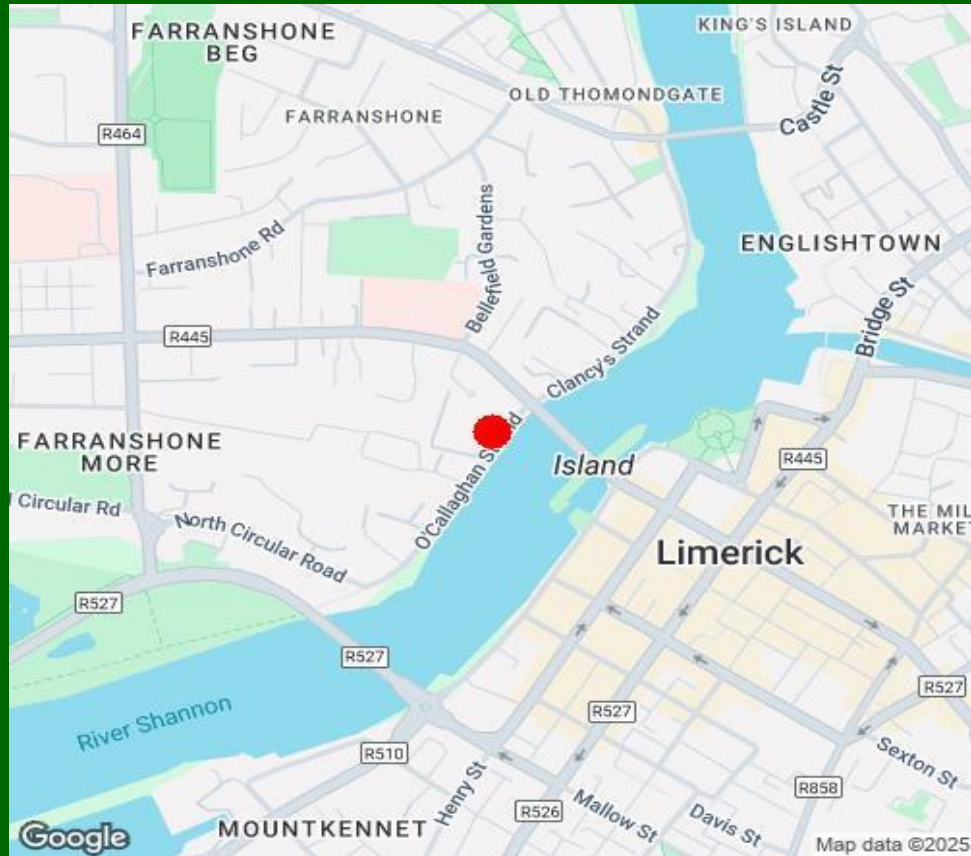 FARRANSHONE
BEG
KING'S ISLAND
OLD THOMONDGATE
Castle St
FARRANSHONE
R464
Bellefield Gardens
ENGLISHTOWN
Farranshone Rd
Bridge St
R445
Clancy's Strand
FARRANSHONE
MORE
O'Callaghan
Island
R445
Circular Rd
North Circular Road
THE MIL
MARKE
Limerick
R527
R527
R527
River Shannon
R527
R510
Sexton St
Henry St
R858
R526
Mallow St
Davis St
MOUNTKENNET
Google
Map data ©2025